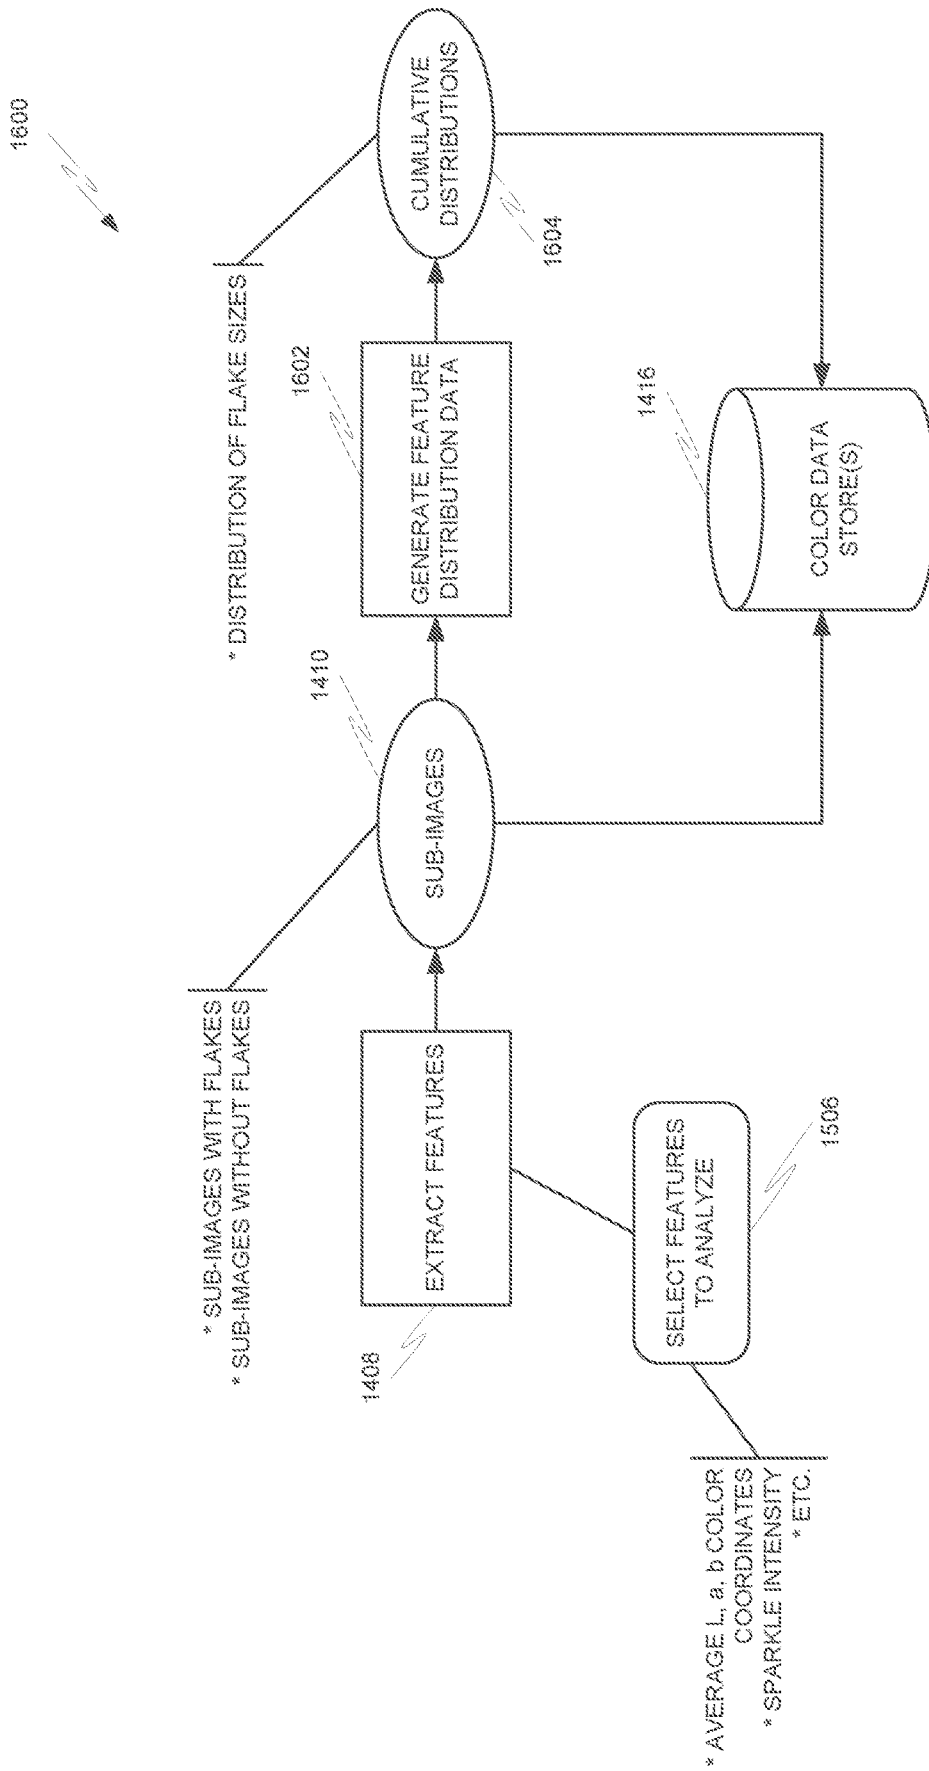 1600
* SUB-IMAGES WITH FLAKES
* SUB-IMAGES WITHOUT FLAKES
* DISTRIBUTION OF FLAKE SIZES
1408
EXTRACT FEATURES
1410
SUB-IMAGES
1602
GENERATE FEATURE
DISTRIBUTION DATA
CUMULATIVE
DISTRIBUTIONS
1604
* AVERAGE L, a, b COLOR
COORDINATES
* SPARKLE INTENSITY
* ETC.
SELECT FEATURES
TO ANALYZE
1506
1416
COLOR DATA
STORE(S)